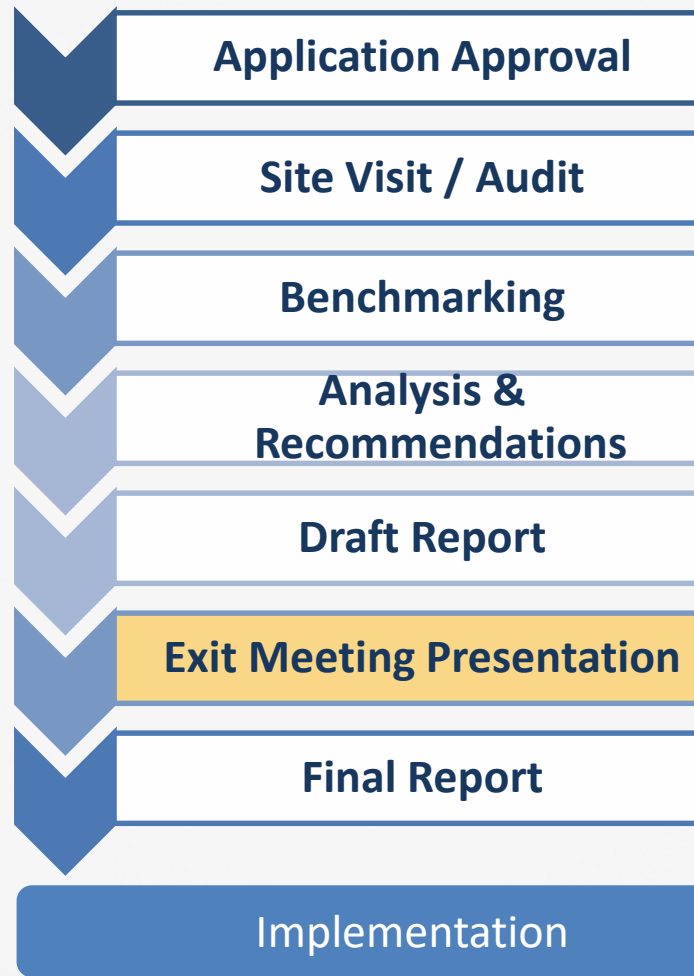 Application Approval
Site Visit / Audit
Benchmarking
Analysis &
Recommendations
Draft Report
Exit Meeting Presentation
Final Report
Implementation